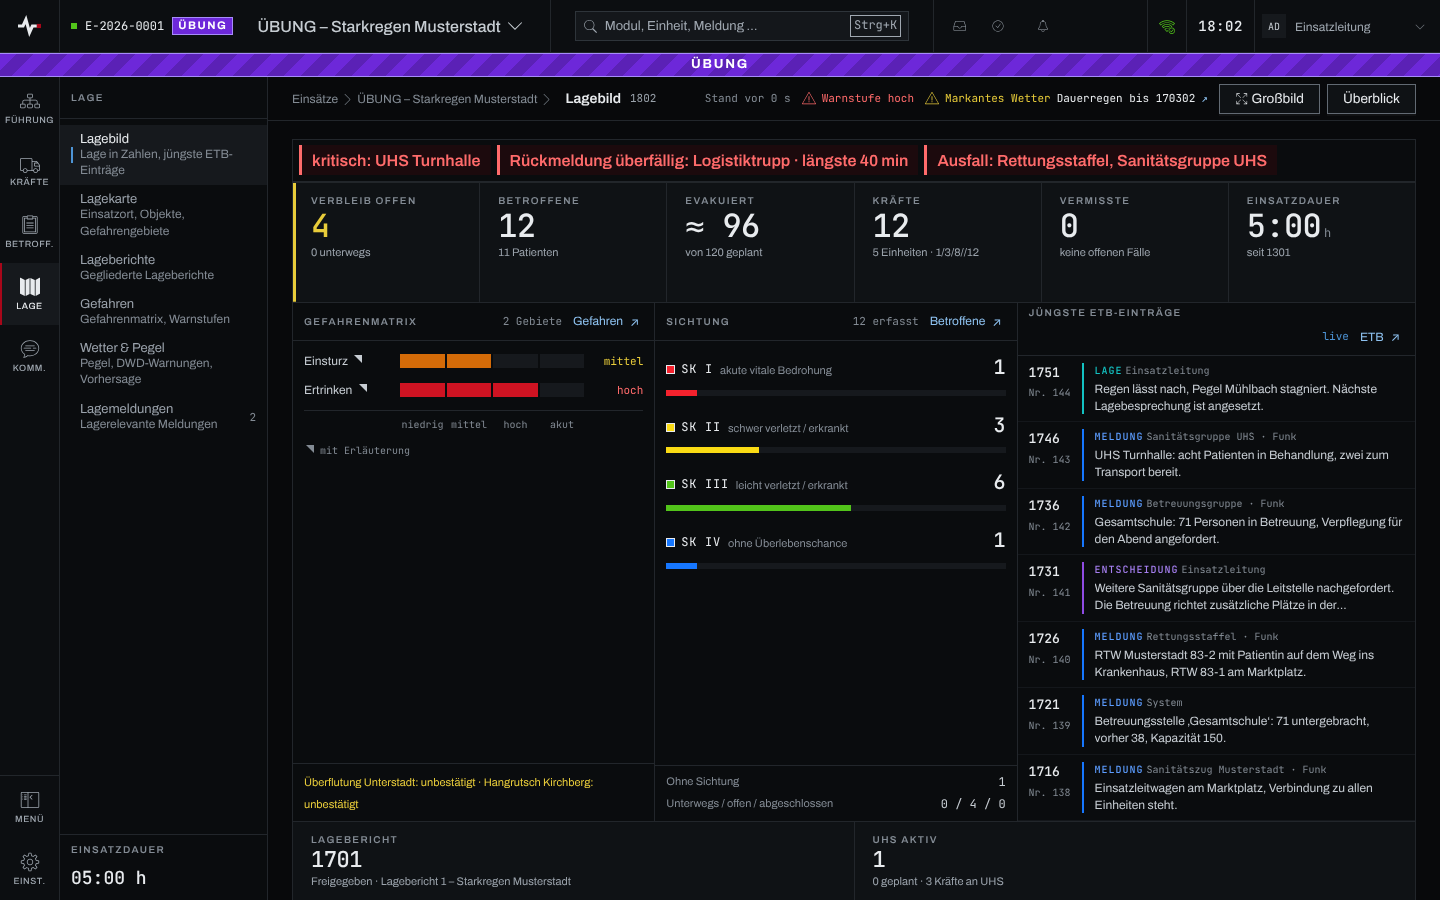 E-2026-0001 ÜBUNG ÜBUNG – Starkregen Musterstadt Modul, Einheit, Meldung ... Strg+K 18:02 AD Einsatzleitung
ÜBUNG
FÜHRUNG
KRÄFTE
BETROFF.
LAGE
KOMM.
MENÜ
EINST.
LAGE
Lagebild
Lage in Zahlen, jüngste ETB-
Einträge
Lagekarte
Einsatzort, Objekte,
Gefahrengebiete
Lageberichte
Gegliederte Lageberichte
Gefahren
Gefahrenmatrix, Warnstufen
Wetter & Pegel
Pegel, DWD-Warnungen,
Vorhersage
Lagemeldungen
Lagerelevante Meldungen 2
EINSATZDAUER
05:00 h
Einsätze ÜBUNG – Starkregen Musterstadt Lagebild 1802 Stand vor 0 s Warnstufe hoch Markantes Wetter Dauerregen bis 170302 ↗ Großbild Überblick
kritisch: UHS Turnhalle Rückmeldung überfällig: Logistiktrupp · längste 40 min Ausfall: Rettungsstaffel, Sanitätsgruppe UHS
VERBLEIB OFFEN
4
0 unterwegs
BETROFFENE
12
11 Patienten
EVAKUIERT
≈ 96
von 120 geplant
KRÄFTE
12
5 Einheiten · 1/3/8//12
VERMISSTE
0
keine offenen Fälle
EINSATZDAUER
5:00 h
seit 1301
GEFAHRENMATRIX 2 Gebiete Gefahren ↗
Einsturz mittel
Ertrinken hoch
niedrig mittel hoch akut
mit Erläuterung
Überflutung Unterstadt: unbestätigt · Hangrutsch Kirchberg:
unbestätigt
SICHTUNG 12 erfasst Betroffene ↗
SK I akute vitale Bedrohung 1
SK II schwer verletzt / erkrankt 3
SK III leicht verletzt / erkrankt 6
SK IV ohne Überlebenschance 1
Ohne Sichtung 1
Unterwegs / offen / abgeschlossen 0 / 4 / 0
JÜNGSTE ETB-EINTRÄGE
live ETB ↗
1751 LAGE Einsatzleitung
Nr. 144 Regen lässt nach, Pegel Mühlbach stagniert. Nächste
Lagebesprechung ist angesetzt.
1746 MELDUNG Sanitätsgruppe UHS · Funk
Nr. 143 UHS Turnhalle: acht Patienten in Behandlung, zwei zum
Transport bereit.
1736 MELDUNG Betreuungsgruppe · Funk
Nr. 142 Gesamtschule: 71 Personen in Betreuung, Verpflegung für
den Abend angefordert.
1731 ENTSCHEIDUNG Einsatzleitung
Nr. 141 Weitere Sanitätsgruppe über die Leitstelle nachgefordert.
Die Betreuung richtet zusätzliche Plätze in der...
1726 MELDUNG Rettungsstaffel · Funk
Nr. 140 RTW Musterstadt 83-2 mit Patientin auf dem Weg ins
Krankenhaus, RTW 83-1 am Marktplatz.
1721 MELDUNG System
Nr. 139 Betreuungsstelle ‚Gesamtschule‘: 71 untergebracht,
vorher 38, Kapazität 150.
1716 MELDUNG Sanitätszug Musterstadt · Funk
Nr. 138 Einsatzleitwagen am Marktplatz, Verbindung zu allen
Einheiten steht.
LAGEBERICHT
1701
Freigegeben · Lagebericht 1 – Starkregen Musterstadt
UHS AKTIV
1
0 geplant · 3 Kräfte an UHS